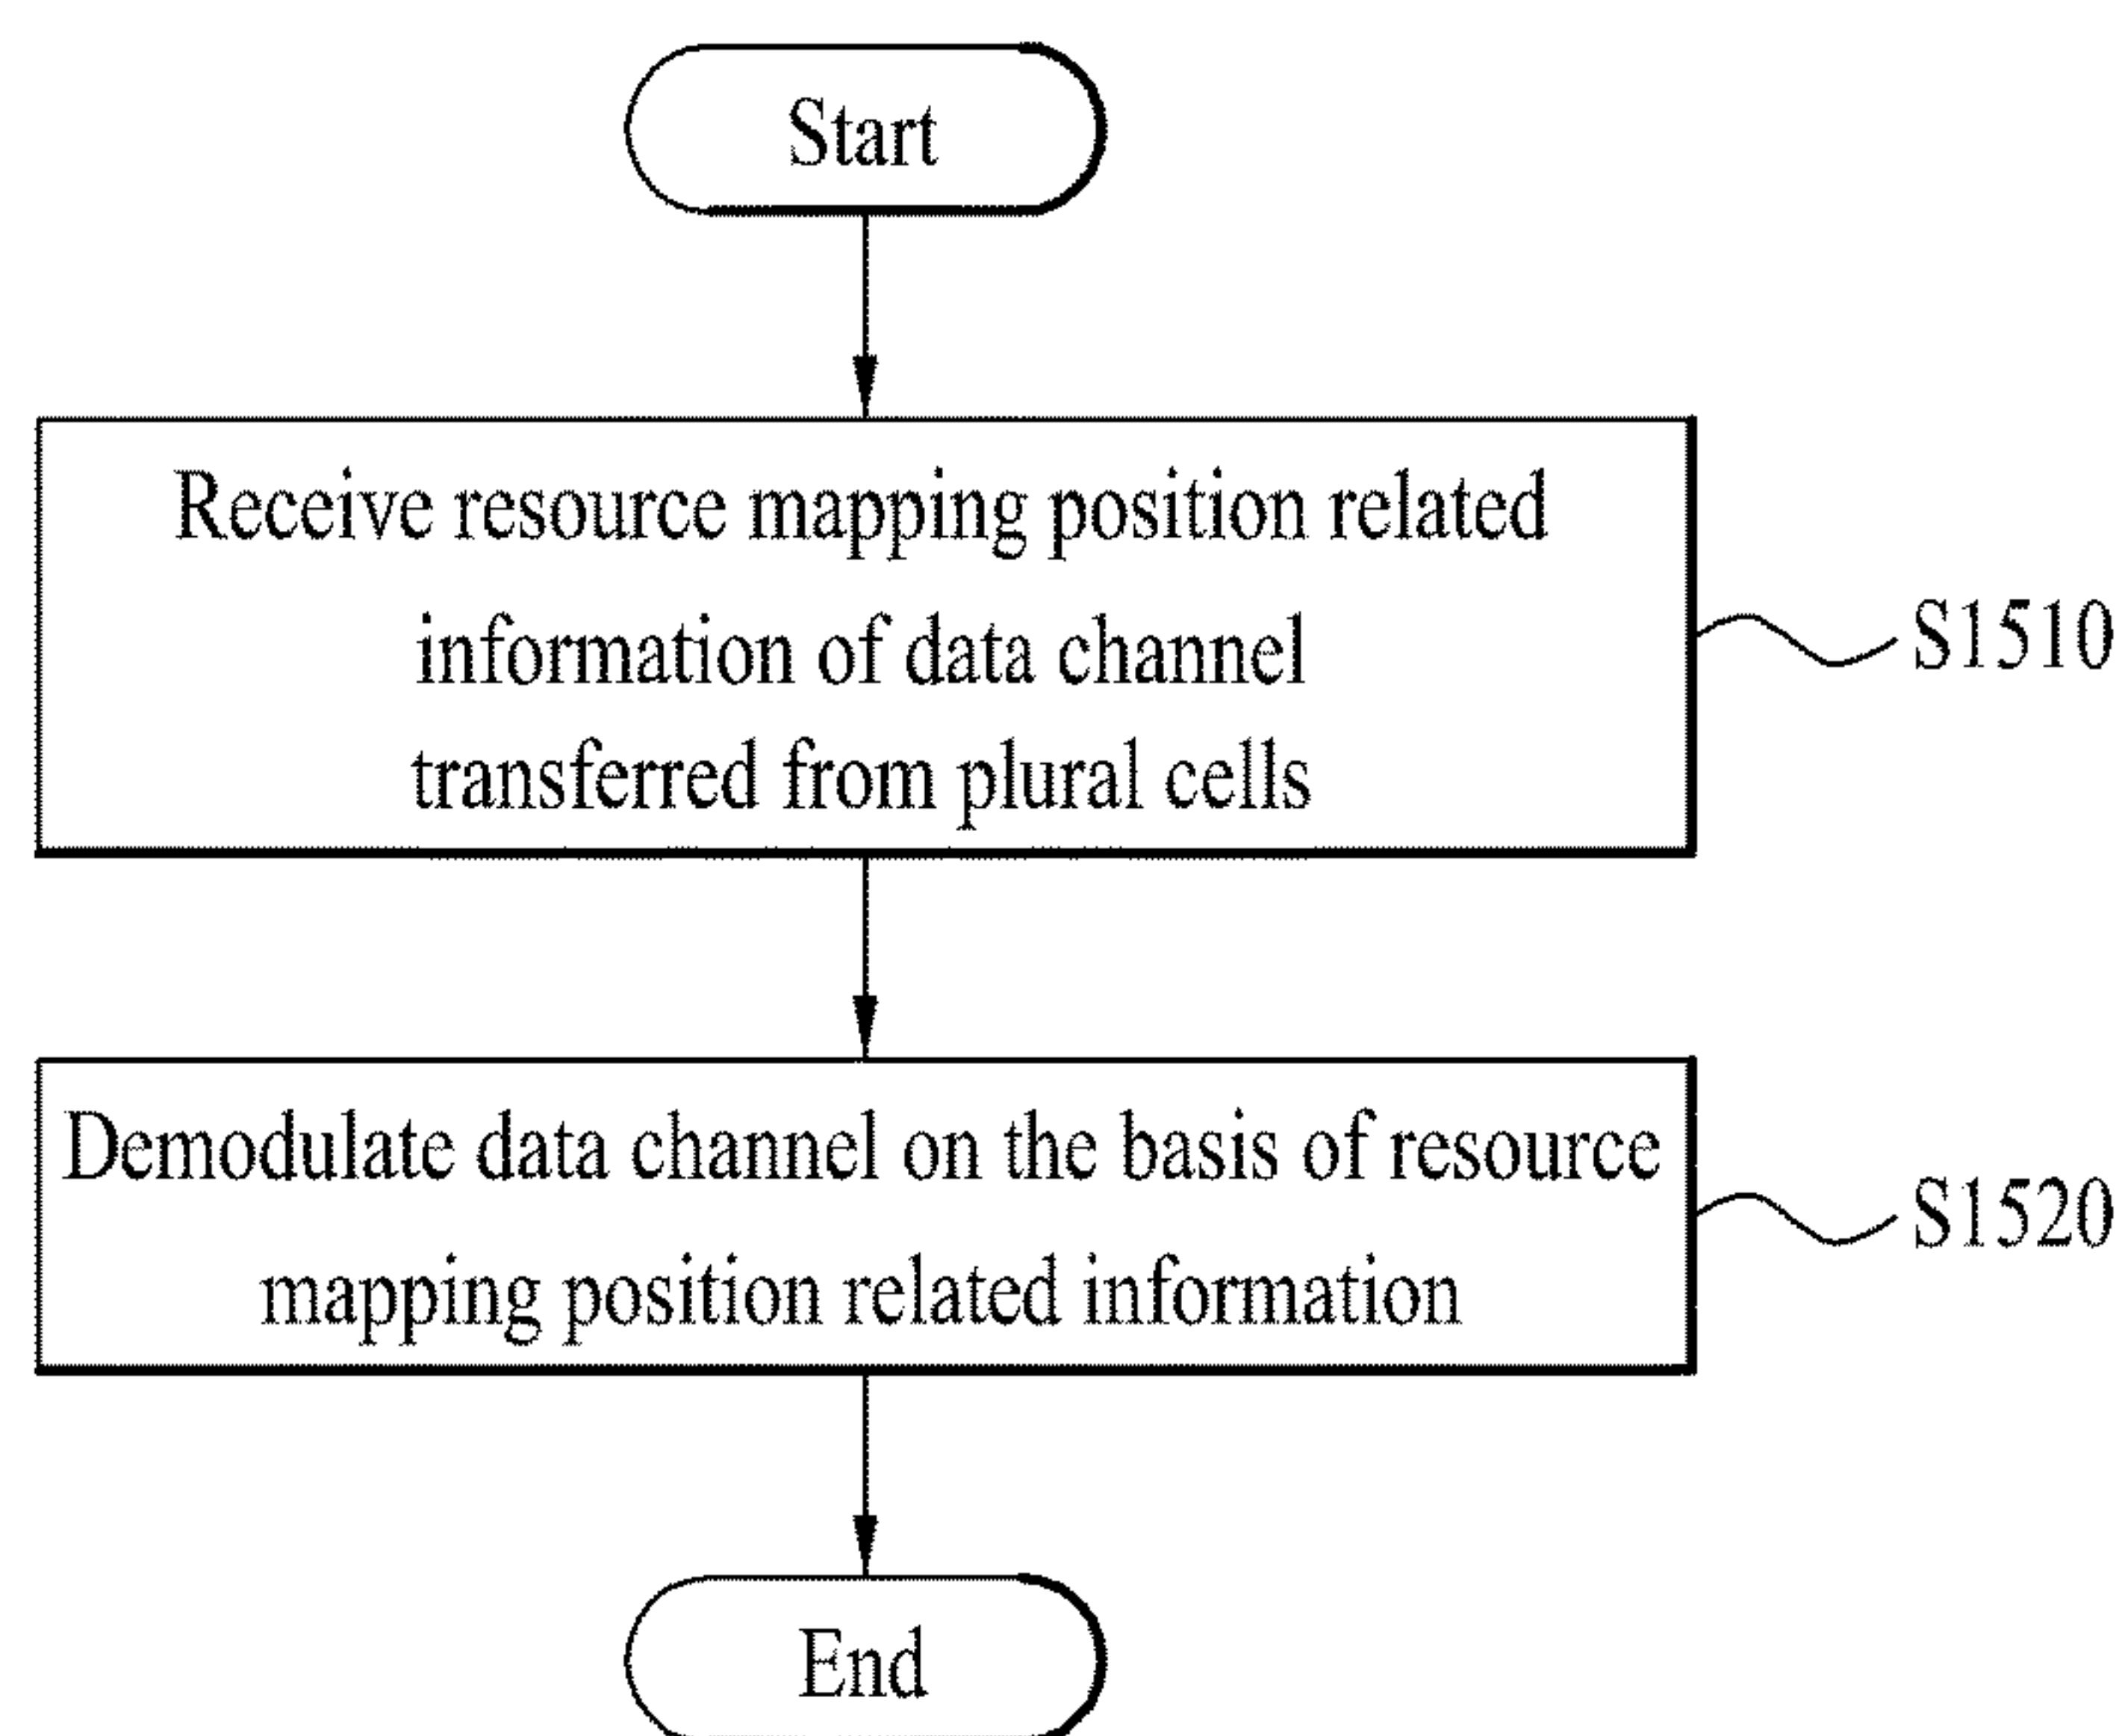 Start
Receive resource mapping position related
information of data channel
transferred from plural cells
S1510
Demodulate data channel on the basis of resource
mapping position related information
S1520
End